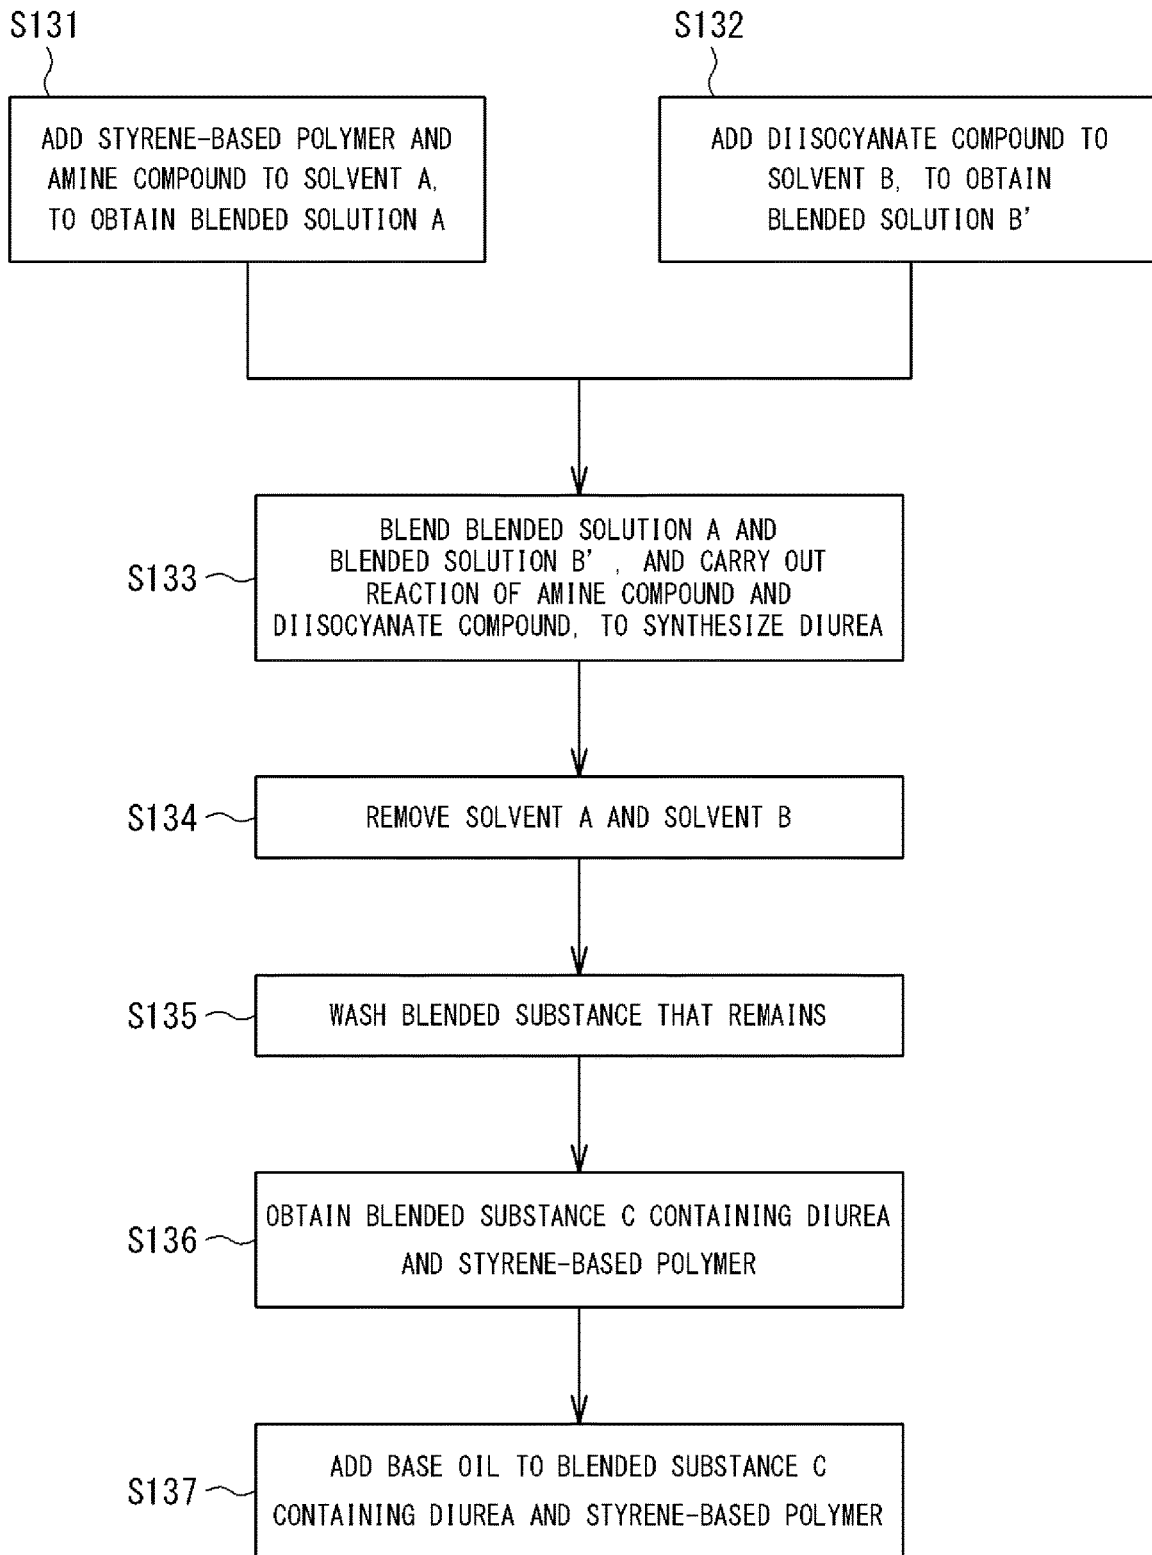 S131
S132
ADD STYRENE-BASED POLYMER AND
AMINE COMPOUND TO SOLVENT A,
TO OBTAIN BLENDED SOLUTION A
ADD DIISOCYANATE COMPOUND TO
SOLVENT B, TO OBTAIN
BLENDED SOLUTION B'
S133
BLEND BLENDED SOLUTION A AND
BLENDED SOLUTION B' , AND CARRY OUT
REACTION OF AMINE COMPOUND AND
DIISOCYANATE COMPOUND, TO SYNTHESIZE DIUREA
S134
REMOVE SOLVENT A AND SOLVENT B
S135
WASH BLENDED SUBSTANCE THAT REMAINS
S136
OBTAIN BLENDED SUBSTANCE C CONTAINING DIUREA
AND STYRENE-BASED POLYMER
S137
ADD BASE OIL TO BLENDED SUBSTANCE C
CONTAINING DIUREA AND STYRENE-BASED POLYMER